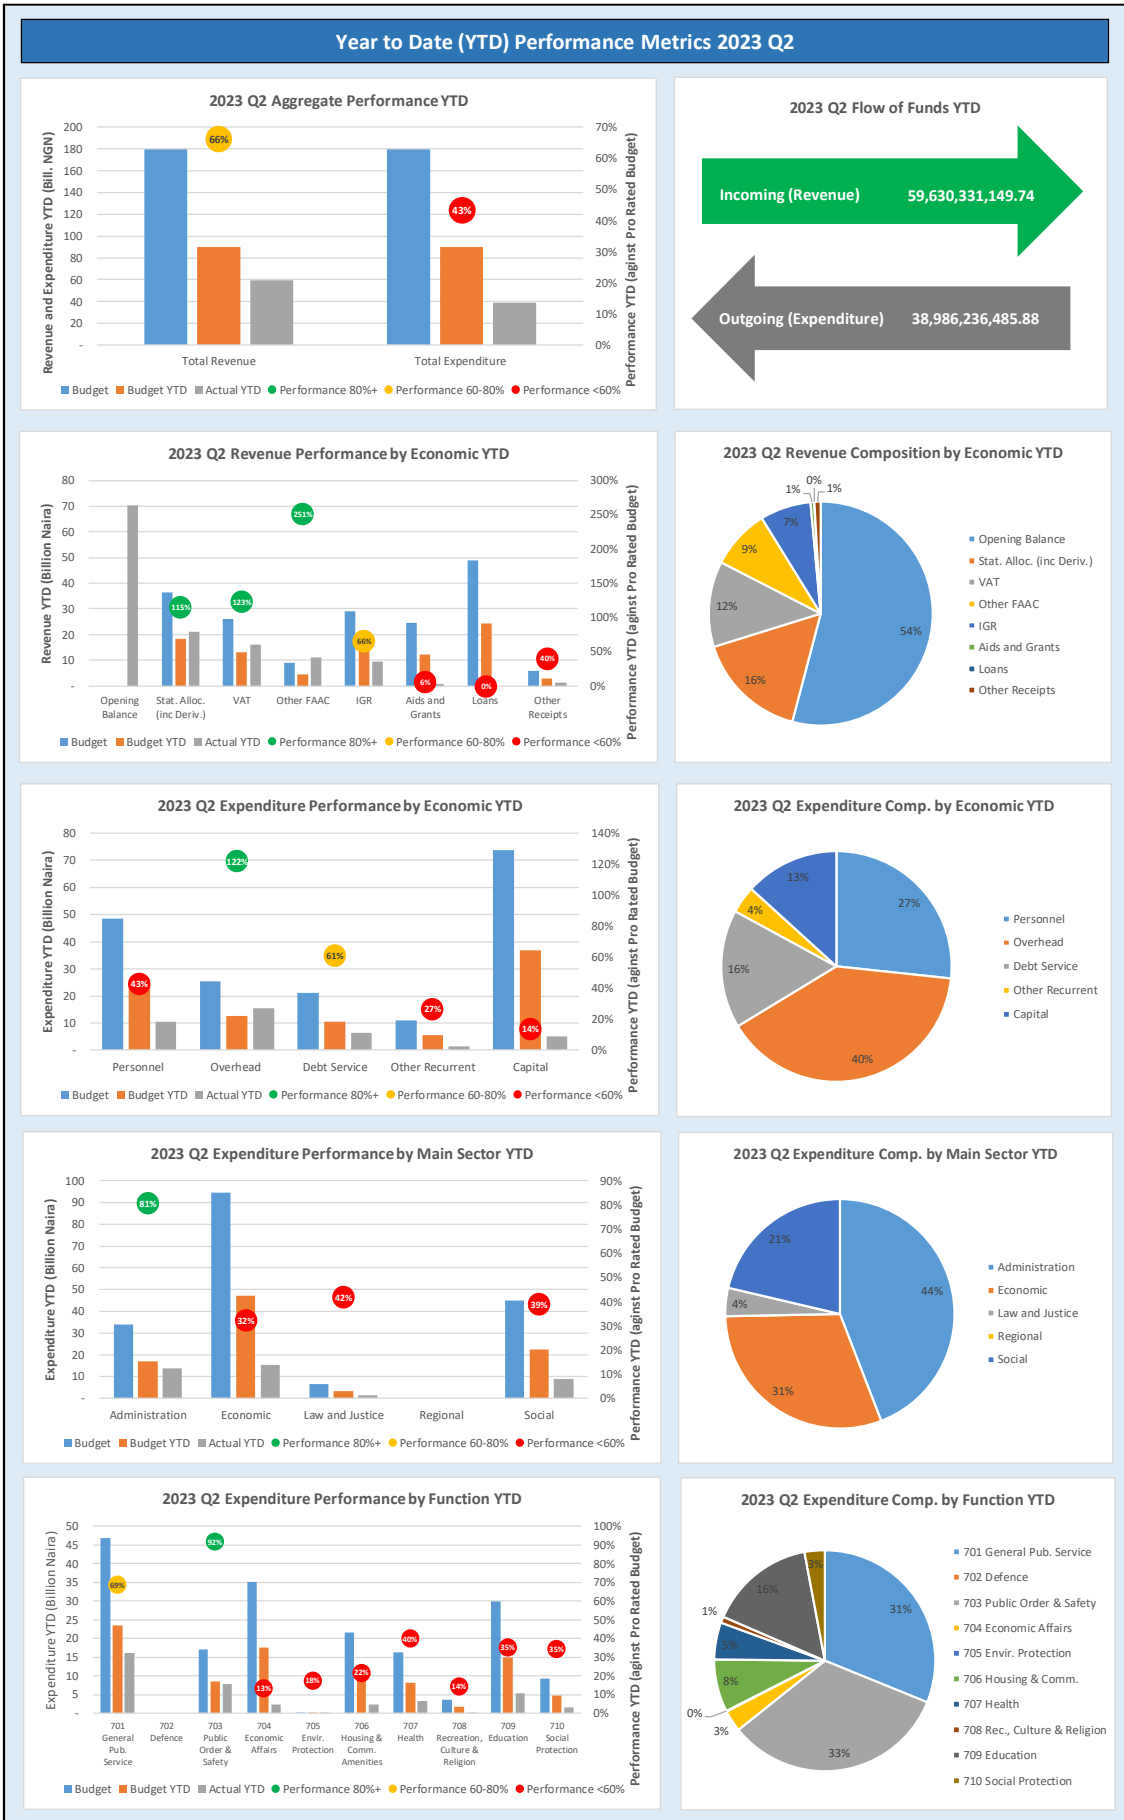 Year to Date (YTD) Performance Metrics 2023 Q2
2023 Q2 Aggregate Performance YTD
Revenue and Expenditure YTD (Bill. NGN)
200
180
160
140
120
100
80
60
40
20
-
66%
43%
70%
60%
50%
40%
30%
20%
10%
0%
Performance YTD (aginst Pro Rated Budget)
Total Revenue
Total Expenditure
Budget Budget YTD Actual YTD Performance 80%+ Performance 60-80% Performance <60%
2023 Q2 Flow of Funds YTD
Incoming (Revenue) 59,630,331,149.74
Outgoing (Expenditure) 38,986,236,485.88
2023 Q2 Revenue Performance by Economic YTD
Revenue YTD (Billion Naira)
80
70
60
50
40
30
20
10
-
115%
123%
251%
66%
6%
0%
40%
300%
250%
200%
150%
100%
50%
0%
Performance YTD (aginst Pro Rated Budget)
Opening
Balance
Stat. Alloc.
(inc Deriv.)
VAT
Other FAAC
IGR
Aids and
Grants
Loans
Other
Receipts
Budget Budget YTD Actual YTD Performance 80%+ Performance 60-80% Performance <60%
2023 Q2 Revenue Composition by Economic YTD
1%
0%
1%
7%
9%
12%
16%
54%
Opening Balance
Stat. Alloc. (inc Deriv.)
VAT
Other FAAC
IGR
Aids and Grants
Loans
Other Receipts
2023 Q2 Expenditure Performance by Economic YTD
Expenditure YTD (Billion Naira)
80
70
60
50
40
30
20
10
-
43%
122%
61%
27%
14%
140%
120%
100%
80%
60%
40%
20%
0%
Performance YTD (aginst Pro Rated Budget)
Personnel
Overhead
Debt Service
Other Recurrent
Capital
Budget Budget YTD Actual YTD Performance 80%+ Performance 60-80% Performance <60%
2023 Q2 Expenditure Comp. by Economic YTD
13%
27%
4%
16%
40%
Personnel
Overhead
Debt Service
Other Recurrent
Capital
2023 Q2 Expenditure Performance by Main Sector YTD
Expenditure YTD (Billion Naira)
100
90
80
70
60
50
40
30
20
10
-
81%
32%
42%
39%
90%
80%
70%
60%
50%
40%
30%
20%
10%
0%
Performance YTD (aginst Pro Rated Budget)
Administration
Economic
Law and Justice
Regional
Social
Budget Budget YTD Actual YTD Performance 80%+ Performance 60-80% Performance <60%
2023 Q2 Expenditure Comp. by Main Sector YTD
21%
44%
4%
31%
Administration
Economic
Law and Justice
Regional
Social
2023 Q2 Expenditure Performance by Function YTD
Expenditure YTD (Billion Naira)
50
45
40
35
30
25
20
15
10
5
-
69%
92%
13%
18%
22%
40%
14%
35%
35%
100%
90%
80%
70%
60%
50%
40%
30%
20%
10%
0%
Performance YTD (aginst Pro Rated Budget)
701
General
Pub.
Service
702
Defence
703
Public
Order &
Safety
704
Economic
Affairs
705
Envir.
Protection
706
Housing &
Comm.
Amenities
707
Health
708
Recreation,
Culture &
Religion
709
Education
710
Social
Protection
Budget Budget YTD Actual YTD Performance 80%+ Performance 60-80% Performance <60%
2023 Q2 Expenditure Comp. by Function YTD
3%
16%
31%
1%
5%
8%
0%
3%
33%
701 General Pub. Service
702 Defence
703 Public Order & Safety
704 Economic Affairs
705 Envir. Protection
706 Housing & Comm.
707 Health
708 Rec., Culture & Religion
709 Education
710 Social Protection